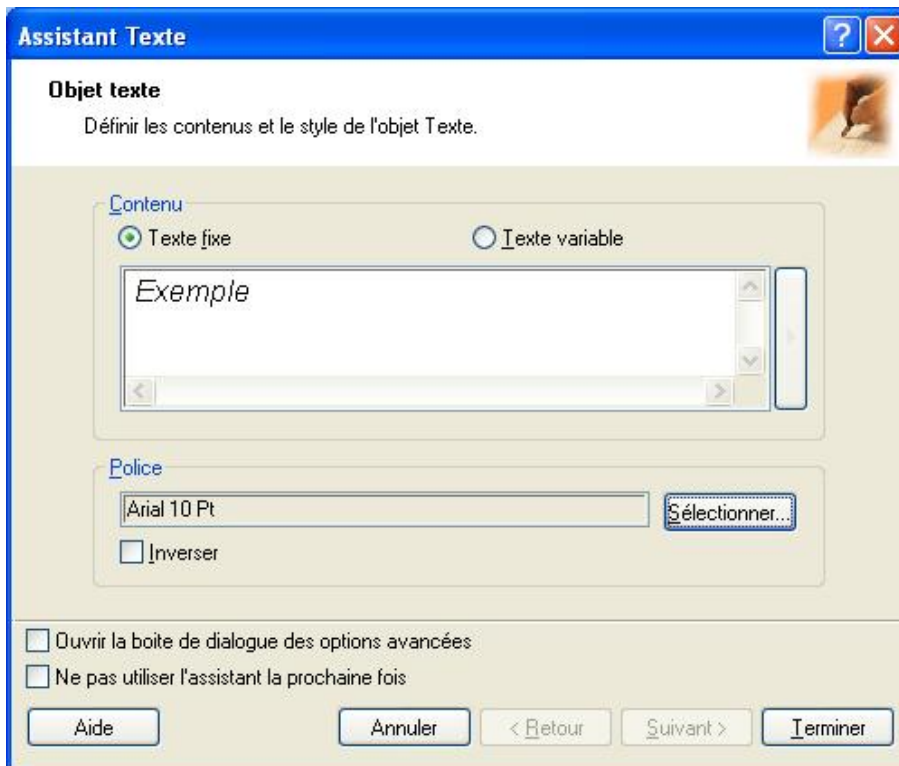 Assistant Texte
Objet texte
Définir les contenus et le style de l'objet Texte.
Contenu
Texte fixe Texte variable
Exemple
Police
Arial 10 Pt Sélectionner...
Inverser
Ouvrir la boite de dialogue des options avancées
Ne pas utiliser l'assistant la prochaine fois
Aide Annuler < Retour Suivant > Terminer